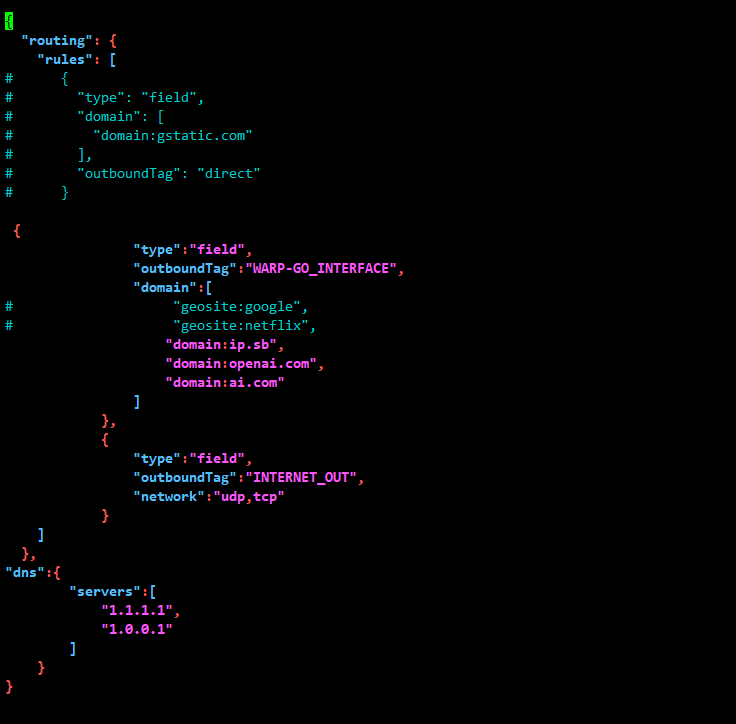 {
  "routing": {
    "rules": [
#      {
#        "type": "field",
#        "domain": [
#          "domain:gstatic.com"
#        ],
#        "outboundTag": "direct"
#      }

 {
                "type":"field",
                "outboundTag":"WARP-GO_INTERFACE",
                "domain":[
#                    "geosite:google",
#                    "geosite:netflix",
                    "domain:ip.sb",
                    "domain:openai.com",
                    "domain:ai.com"
                ]
            },
            {
                "type":"field",
                "outboundTag":"INTERNET_OUT",
                "network":"udp,tcp"
            }
    ]
  },
"dns":{
        "servers":[
            "1.1.1.1",
            "1.0.0.1"
        ]
    }
}